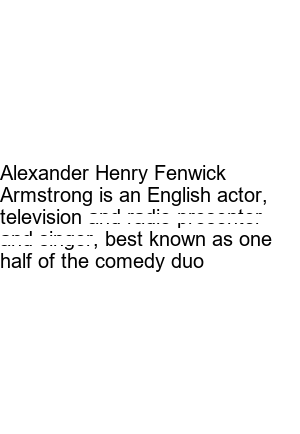 Alexander Henry Fenwick
Armstrong is an English actor,
television
, best known as one
half of the comedy duo